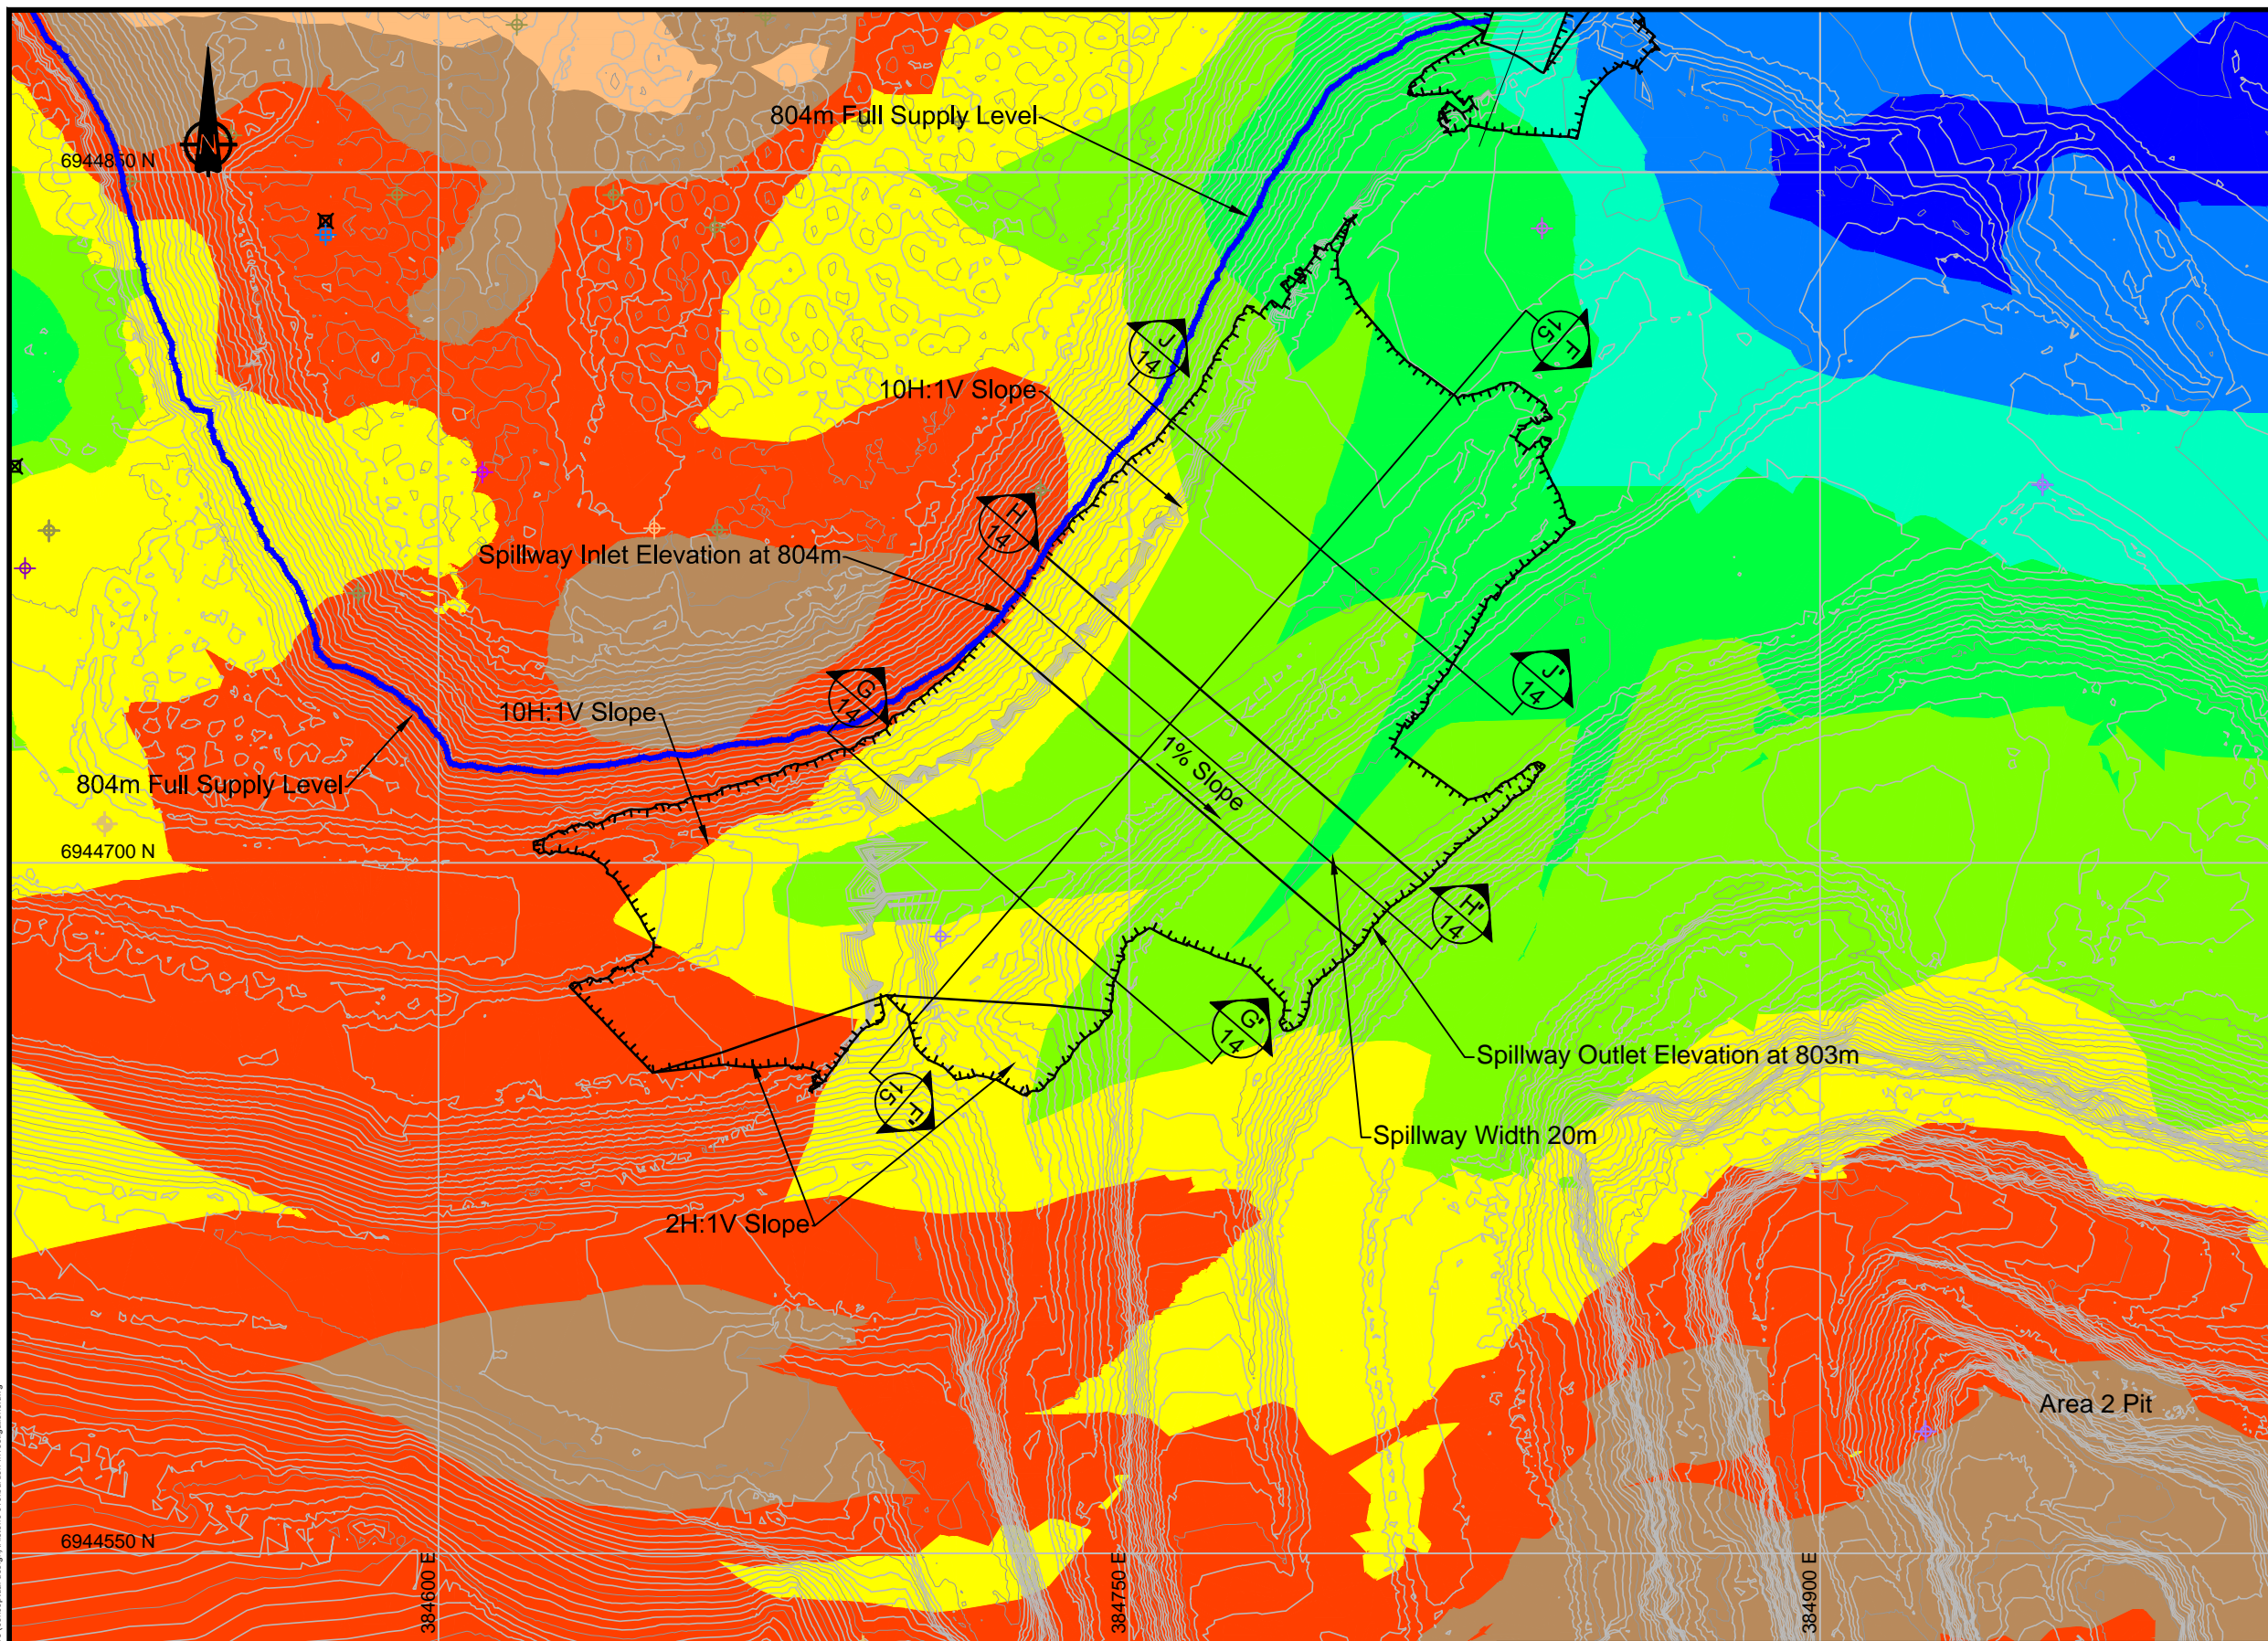 N
804m Full Supply Level
6944850 N
F
15
J
14
10H:1V Slope
H
14
Spillway Inlet Elevation at 804m
J'
14
G
14
10H:1V Slope
1% Slope
804m Full Supply Level
6944700 N
H'
14
G'
14
Spillway Outlet Elevation at 803m
F'
15
Spillway Width 20m
2H:1V Slope
Area 2 Pit
6944550 N
384600 E
384750 E
384900 E